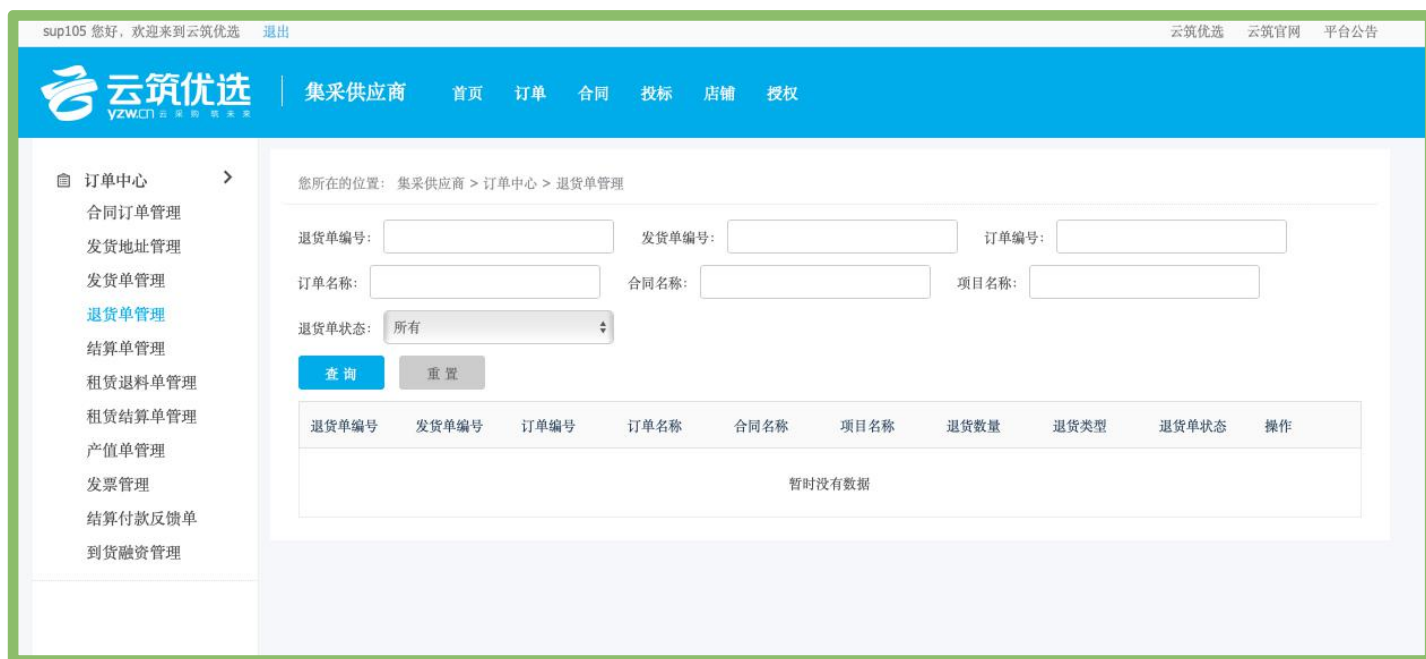 sup105 您好，欢迎来到云筑优选 退出 云筑优选 云筑官网 平台公告
云筑优选 集采供应商 首页 订单 合同 投标 店铺 授权
yzw.cn 云采购 筑未来
订单中心
合同订单管理
发货地址管理
发货单管理
退货单管理
结算单管理
租赁退料单管理
租赁结算单管理
产值单管理
发票管理
结算付款反馈单
到货融资管理
您所在的位置： 集采供应商 > 订单中心 > 退货单管理
退货单编号： 发货单编号： 订单编号：
订单名称： 合同名称： 项目名称：
退货单状态： 所有
查询 重置
退货单编号 发货单编号 订单编号 订单名称 合同名称 项目名称 退货数量 退货类型 退货单状态 操作
暂时没有数据